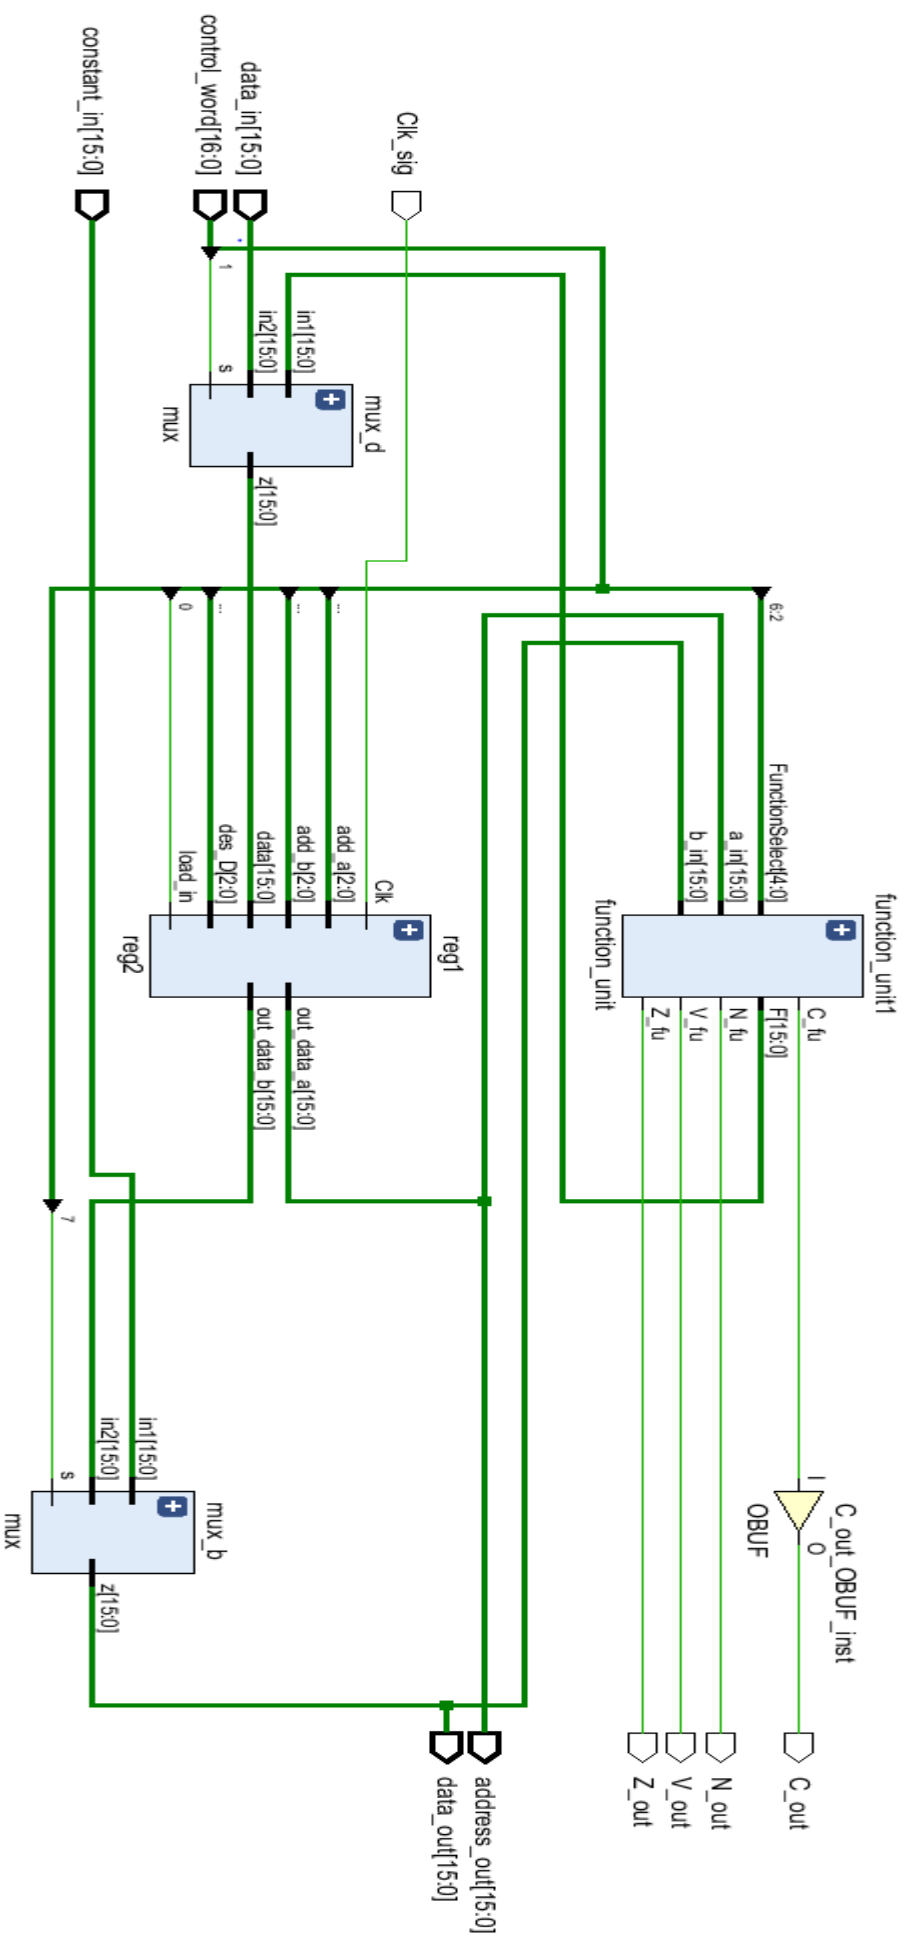 function_unit1
FunctionSelect[4:0]
a_in[15:0]
b_in[15:0]
C_fu
F[15:0]
N_fu
V_fu
Z_fu
function_unit
6:2
C_out_OBUF_inst
I
O
OBUF
C_out
N_out
V_out
Z_out
Clk_sig
data_in[15:0]
control_word[16:0]
constant_in[15:0]
1
mux_d
in1[15:0]
in2[15:0]
s
z[15:0]
mux
...
...
...
0
reg1
Clk
add_a[2:0]
add_b[2:0]
data[15:0]
des_D[2:0]
load_in
out_data_a[15:0]
out_data_b[15:0]
reg2
7
mux_b
in1[15:0]
in2[15:0]
s
z[15:0]
mux
address_out[15:0]
data_out[15:0]